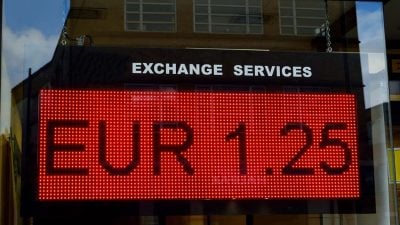 EXCHANGE SERVICES
EUR 1.25